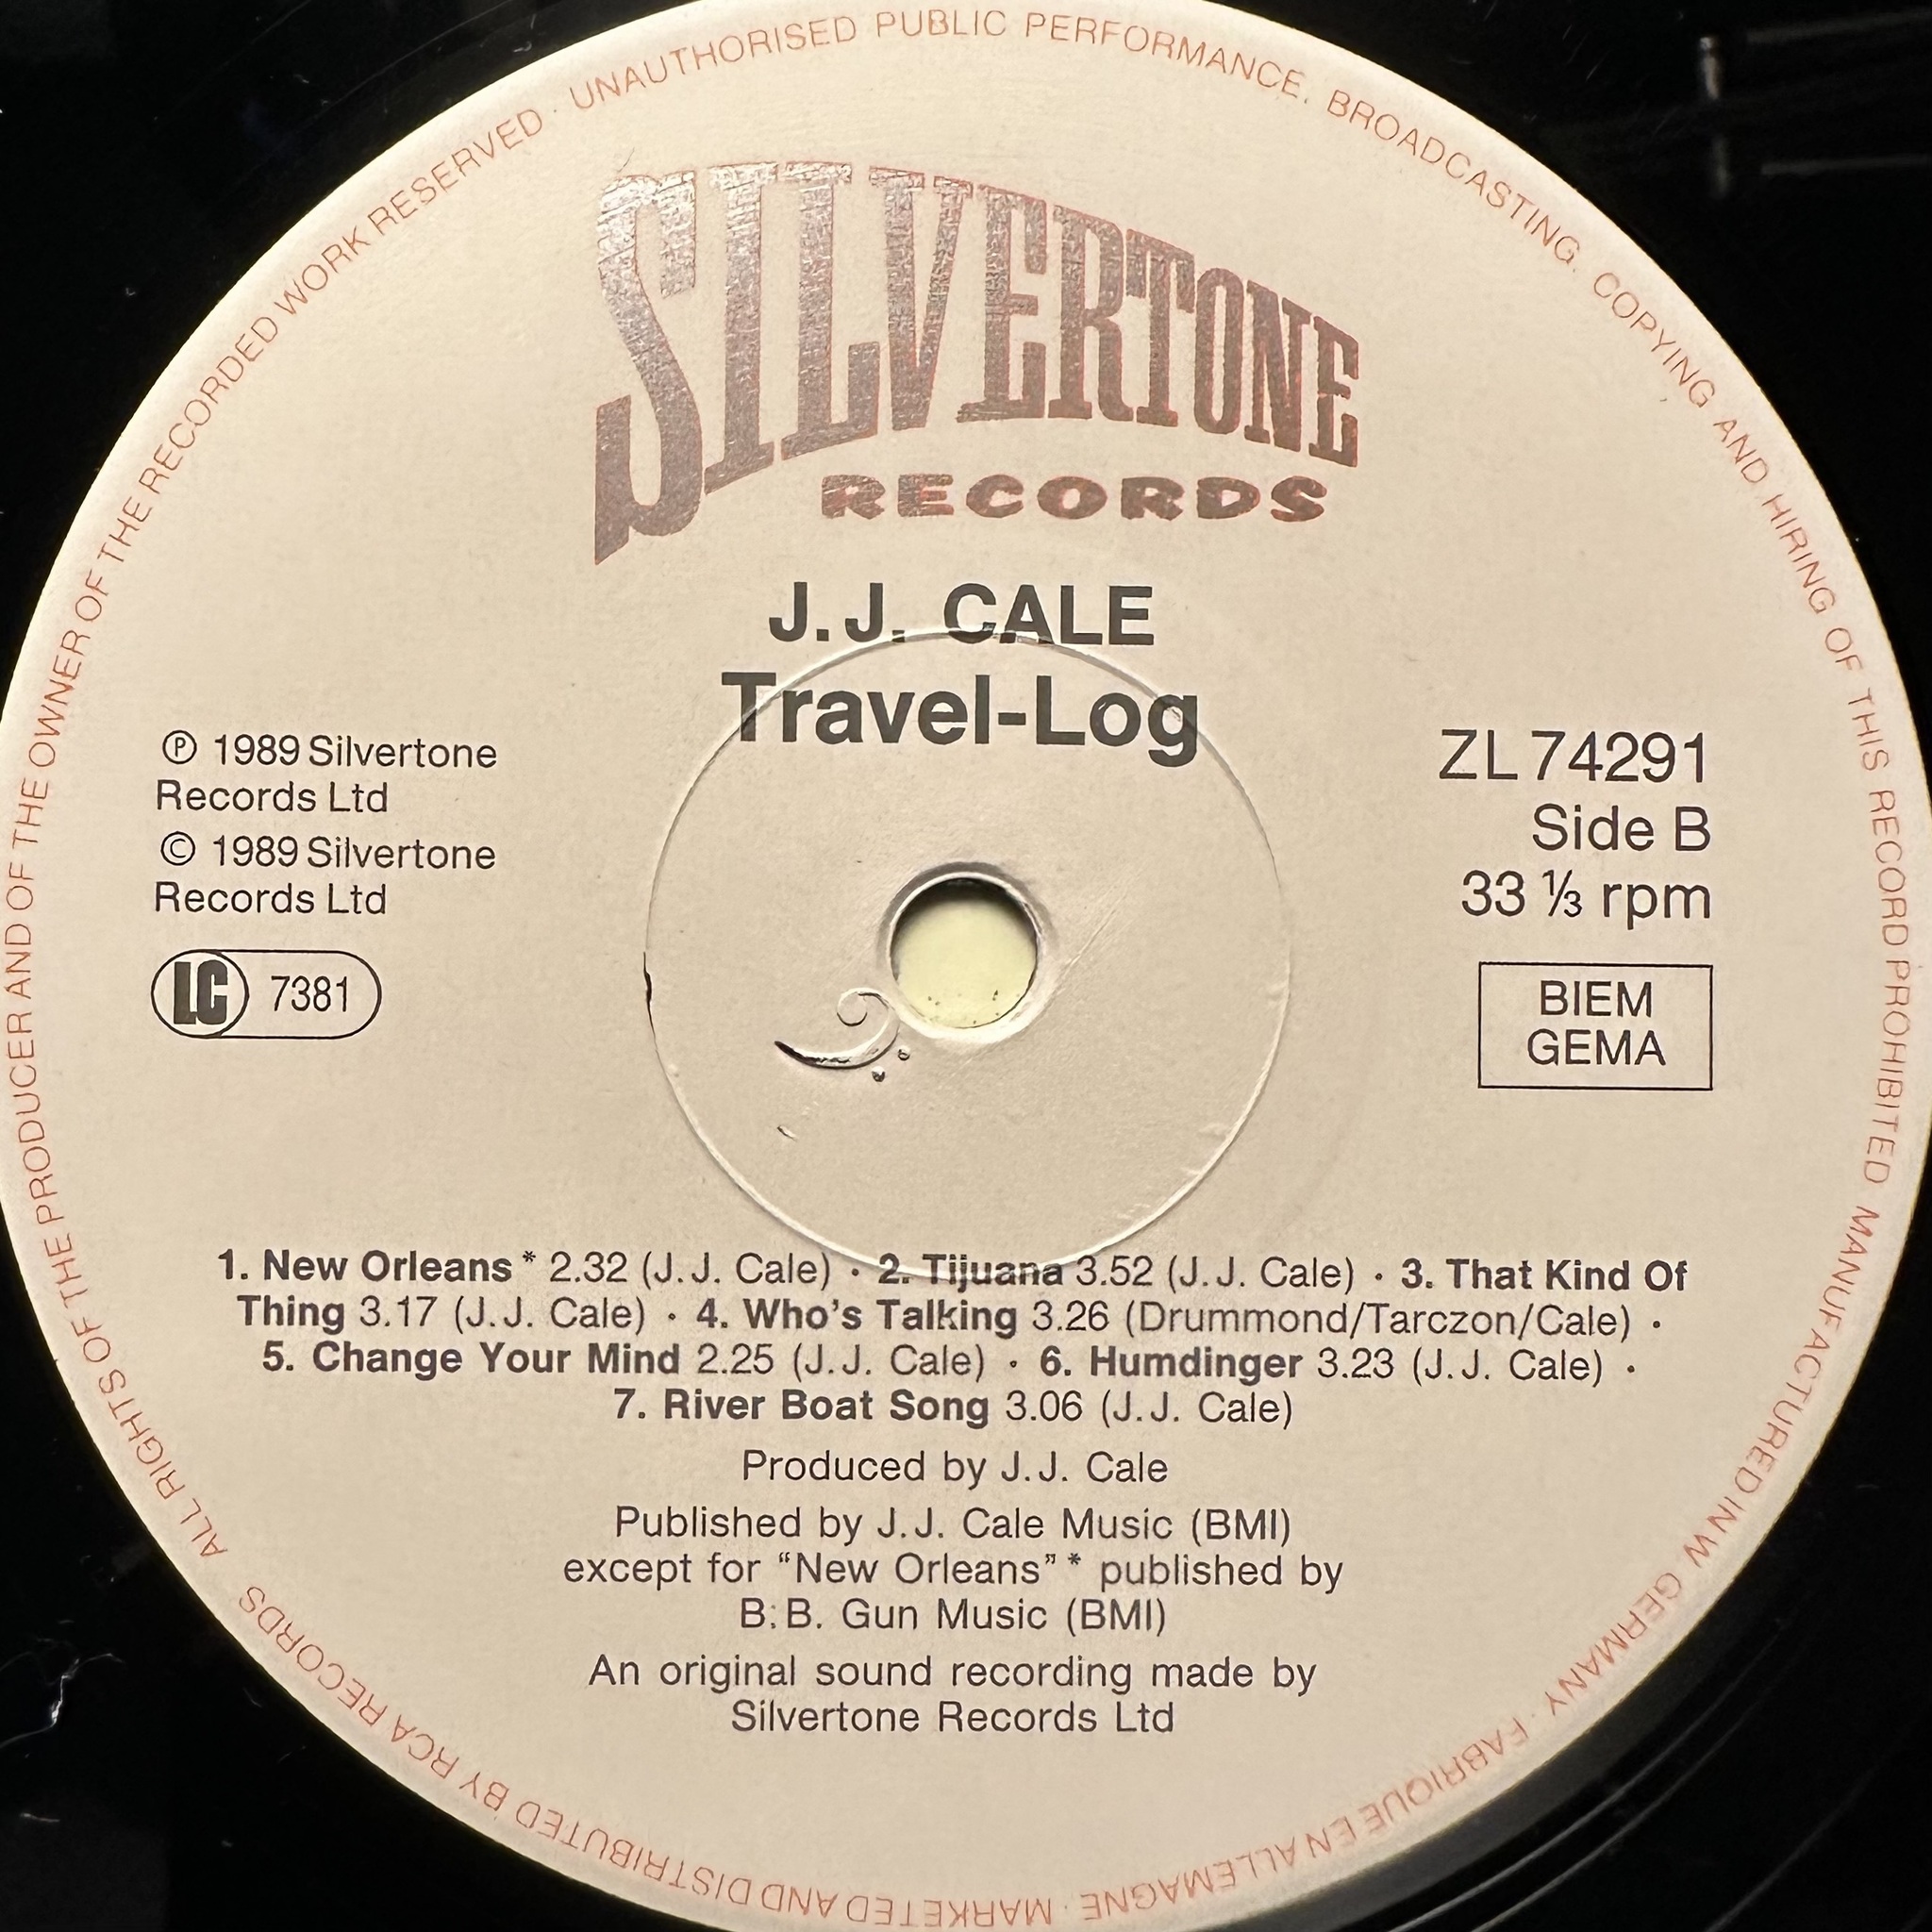 ALL RIGHTS OF THE PRODUCER AND OF THE OWNER OF THE RECORDED WORK RESERVED · UNAUTHORISED PUBLIC PERFORMANCE. BROADCASTING. COPYING AND HIRING OF THIS RECORD PROHIBITED MANUFACTURED IN W GERMANY · FABRIQUE EN ALLEMAGNE · MARKETED AND DISTRIBUTED BY RCA RECORDS
SILVERTONE
RECORDS
J.J. CALE
Travel-Log
℗ 1989 Silvertone
Records Ltd
© 1989 Silvertone
Records Ltd
LC 7381
ZL 74291
Side B
33 ⅓ rpm
BIEM
GEMA
1. New Orleans* 2.32 (J.J. Cale) · 2. Tijuana 3.52 (J.J. Cale) · 3. That Kind Of
Thing 3.17 (J.J. Cale) · 4. Who's Talking 3.26 (Drummond/Tarczon/Cale) ·
5. Change Your Mind 2.25 (J.J. Cale) · 6. Humdinger 3.23 (J.J. Cale) ·
7. River Boat Song 3.06 (J.J. Cale)
Produced by J.J. Cale
Published by J.J. Cale Music (BMI)
except for “New Orleans”* published by
B.B. Gun Music (BMI)
An original sound recording made by
Silvertone Records Ltd